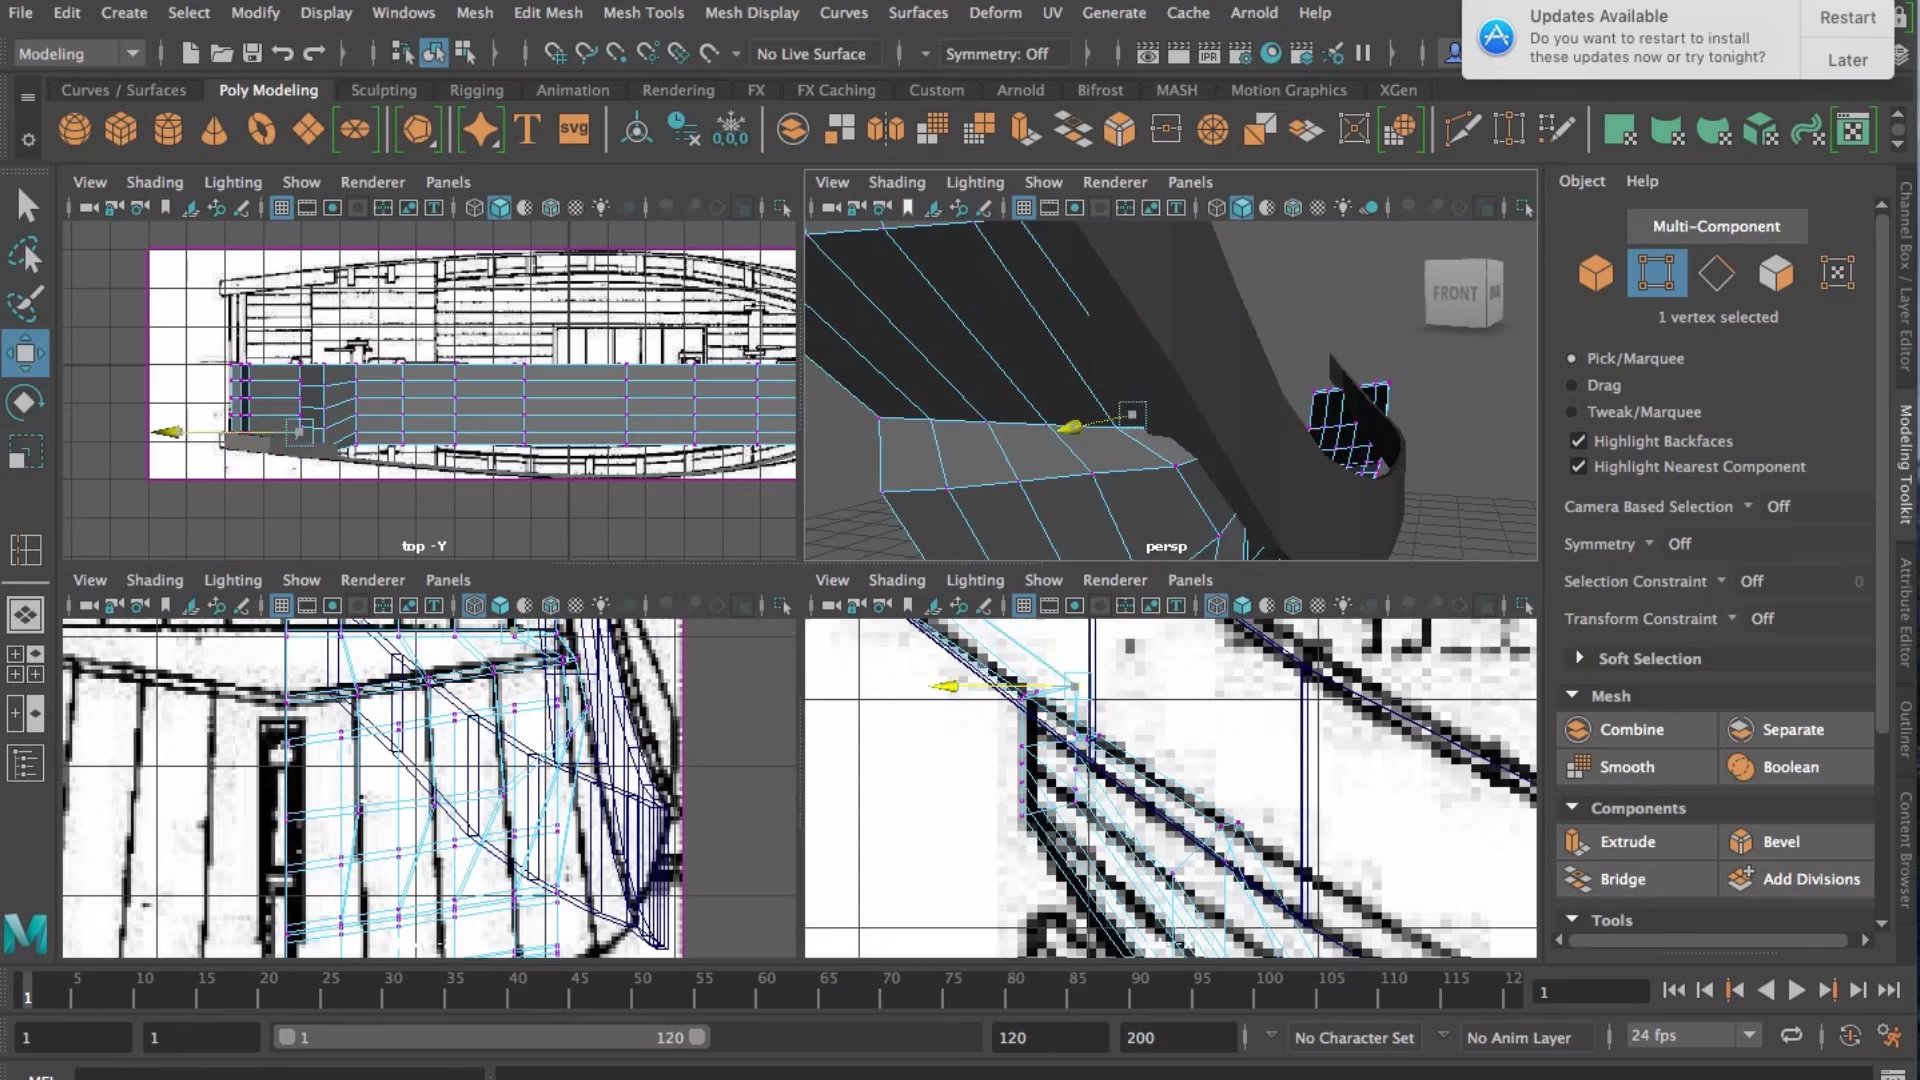 File Edit Create Select Modify Display Windows Mesh Edit Mesh Mesh Tools Mesh Display Curves Surfaces Deform UV Generate Cache Arnold Help
Updates Available
Do you want to restart to install
these updates now or try tonight?
Restart
Later
Modeling
No Live Surface
Symmetry: Off
IPR
Curves / Surfaces Poly Modeling Sculpting Rigging Animation Rendering FX FX Caching Custom Arnold Bifrost MASH Motion Graphics XGen
T svg 0,0,0
View Shading Lighting Show Renderer Panels
View Shading Lighting Show Renderer Panels
Object Help
Multi-Component
1 vertex selected
Pick/Marquee
Drag
Tweak/Marquee
Highlight Backfaces
Highlight Nearest Component
Camera Based Selection Off
Symmetry Off
Selection Constraint Off 0
Transform Constraint Off
Soft Selection
Mesh
Combine Separate
Smooth Boolean
Components
Extrude Bevel
Bridge Add Divisions
Tools
Channel Box / Layer Editor
Modeling Toolkit
Attribute Editor
Outliner
Content Browser
FRONT
top -Y
persp
View Shading Lighting Show Renderer Panels
View Shading Lighting Show Renderer Panels
5 10 15 20 25 30 35 40 45 50 55 60 65 70 75 80 85 90 95 100 105 110 115 12
1
1
1 1 1 120 120 200 No Character Set No Anim Layer 24 fps
MEL